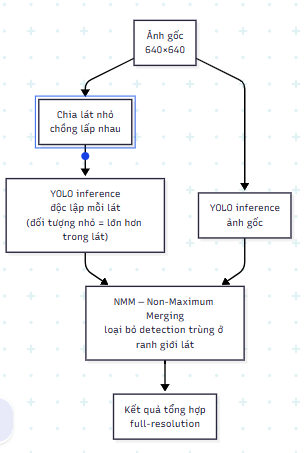 Ảnh gốc
640×640
Chia lát nhỏ
chồng lấp nhau
YOLO inference
độc lập mỗi lát
(đối tượng nhỏ = lớn hơn
trong lát)
YOLO inference
ảnh gốc
NMM — Non-Maximum
Merging
loại bỏ detection trùng ở
ranh giới lát
Kết quả tổng hợp
full-resolution